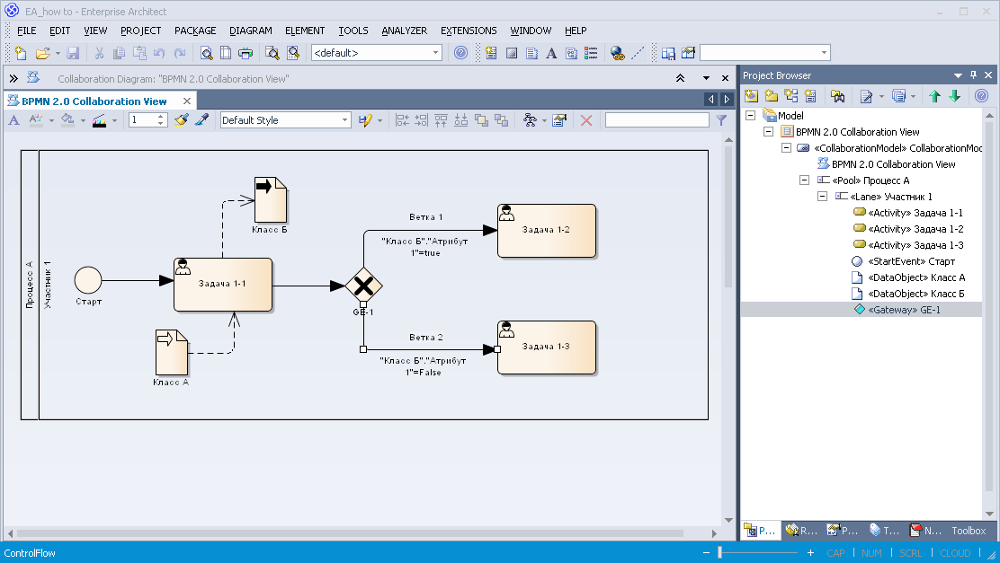 EA_how to - Enterprise Architect
FILE EDIT VIEW PROJECT PACKAGE DIAGRAM ELEMENT TOOLS ANALYZER EXTENSIONS WINDOW HELP
<default>
Collaboration Diagram: "BPMN 2.0 Collaboration View"
BPMN 2.0 Collaboration View
1
Default Style
Процесс А
Участник 1
Старт
Задача 1-1
Класс Б
Класс А
GE-1
Ветка 1
"Класс Б"."Атрибут
1"=true
Задача 1-2
Ветка 2
"Класс Б"."Атрибут
1"=False
Задача 1-3
Project Browser
Model
BPMN 2.0 Collaboration View
«CollaborationModel» CollaborationMoc
BPMN 2.0 Collaboration View
«Pool» Процесс А
«Lane» Участник 1
«Activity» Задача 1-1
«Activity» Задача 1-2
«Activity» Задача 1-3
«StartEvent» Старт
«DataObject» Класс А
«DataObject» Класс Б
«Gateway» GE-1
P... R... P... T... N... Toolbox
ControlFlow
CAP NUM SCRL CLOUD